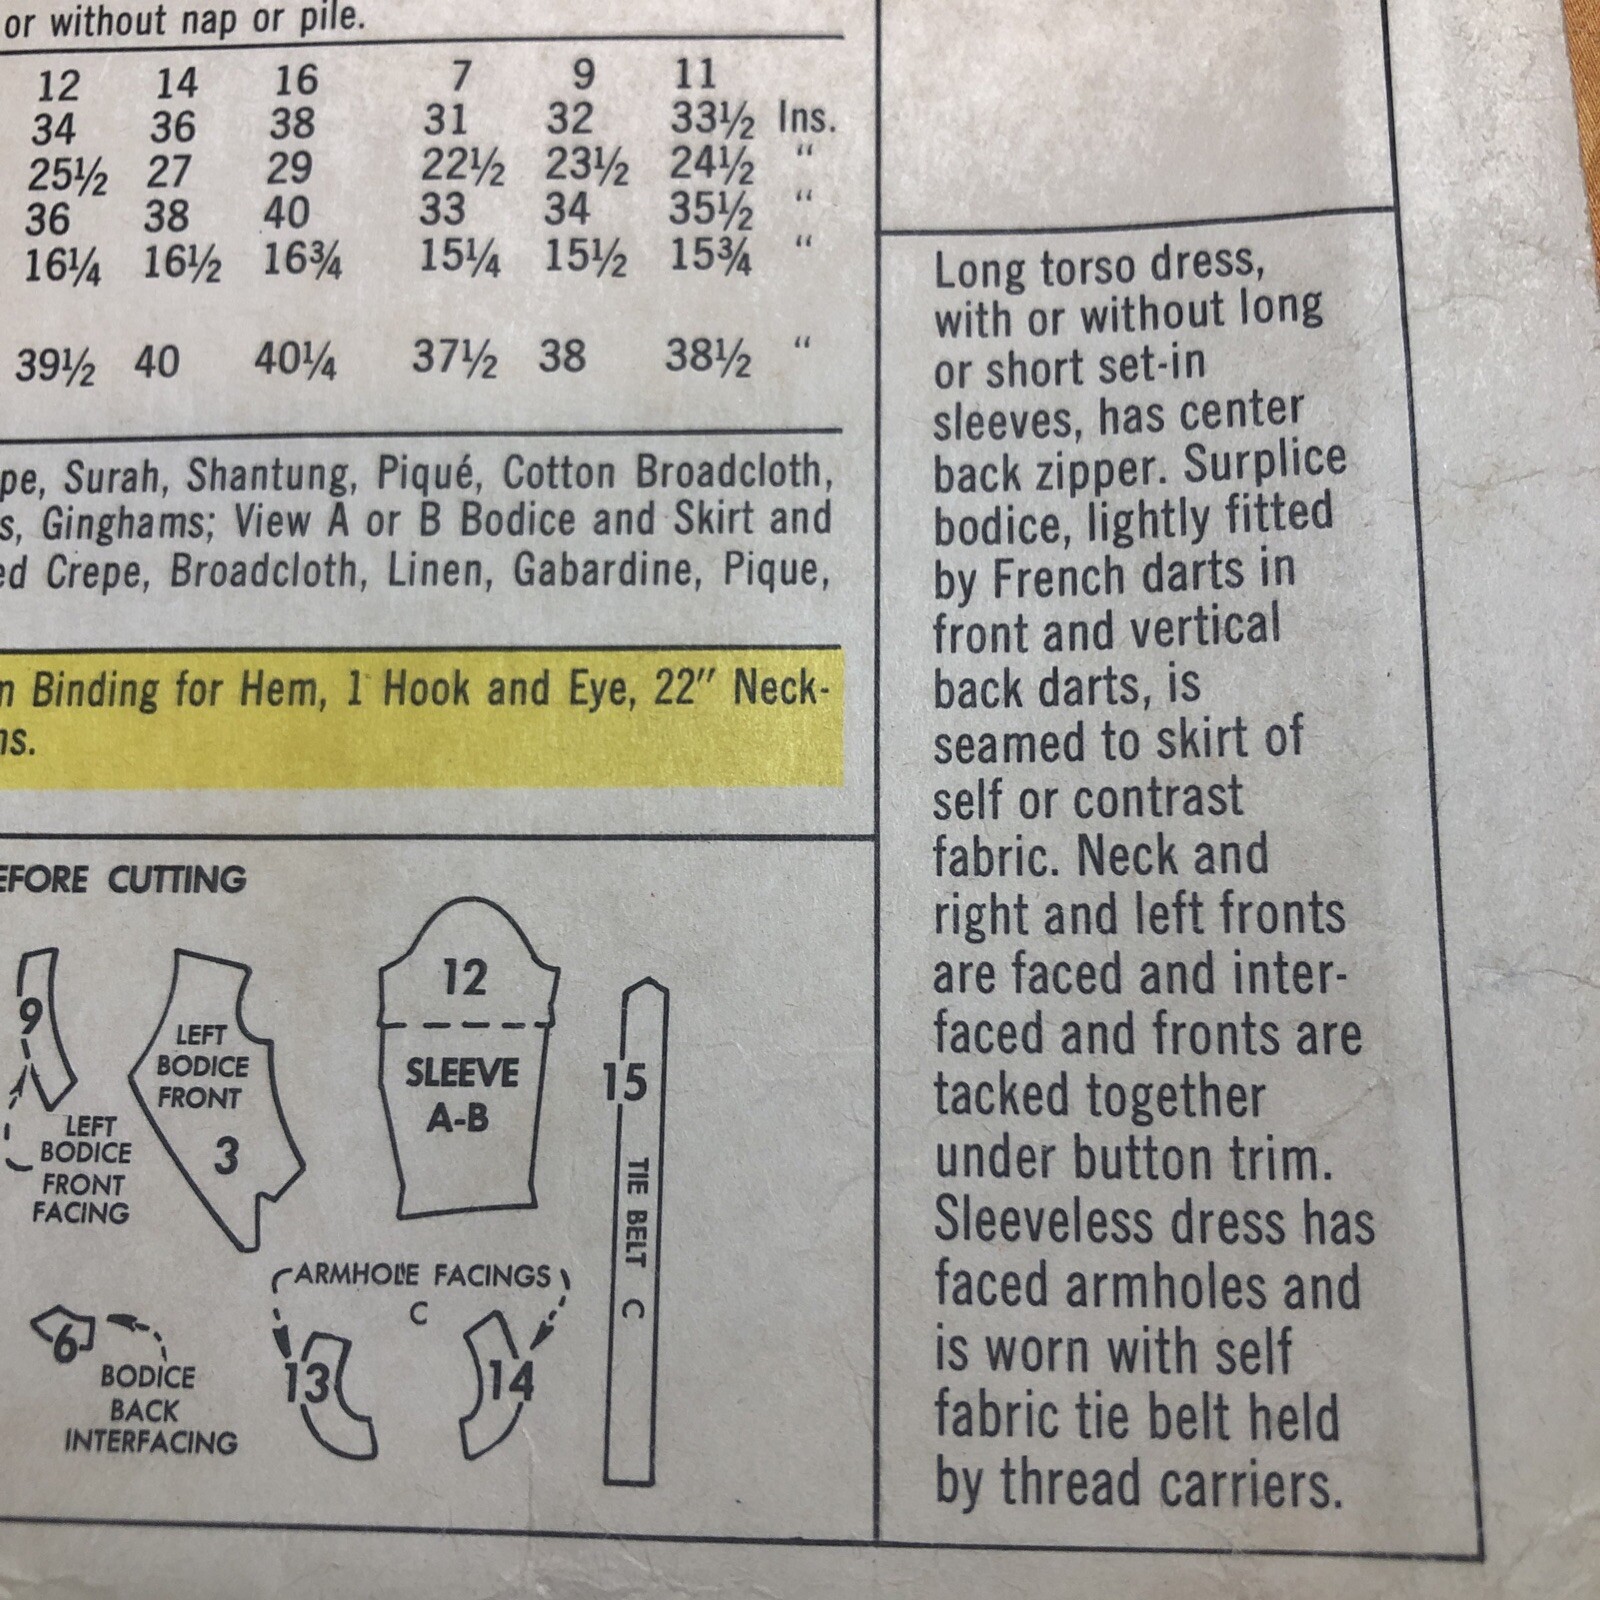 or without nap or pile.
12 14 16 7 9 11
34 36 38 31 32 33½ Ins.
25½ 27 29 22½ 23½ 24½ "
36 38 40 33 34 35½ "
16¼ 16½ 16¾ 15¼ 15½ 15¾ "
39½ 40 40¼ 37½ 38 38½ "
pe, Surah, Shantung, Piqué, Cotton Broadcloth,
s, Ginghams; View A or B Bodice and Skirt and
ed Crepe, Broadcloth, Linen, Gabardine, Pique,
n Binding for Hem, 1 Hook and Eye, 22" Neck-
ns.
EFORE CUTTING
9
LEFT
BODICE
FRONT
FACING
LEFT
BODICE
FRONT
3
12
SLEEVE
A-B
15
TIE BELT C
6
BODICE
BACK
INTERFACING
ARMHOLE FACINGS
C
13
14
Long torso dress,
with or without long
or short set-in
sleeves, has center
back zipper. Surplice
bodice, lightly fitted
by French darts in
front and vertical
back darts, is
seamed to skirt of
self or contrast
fabric. Neck and
right and left fronts
are faced and inter-
faced and fronts are
tacked together
under button trim.
Sleeveless dress has
faced armholes and
is worn with self
fabric tie belt held
by thread carriers.